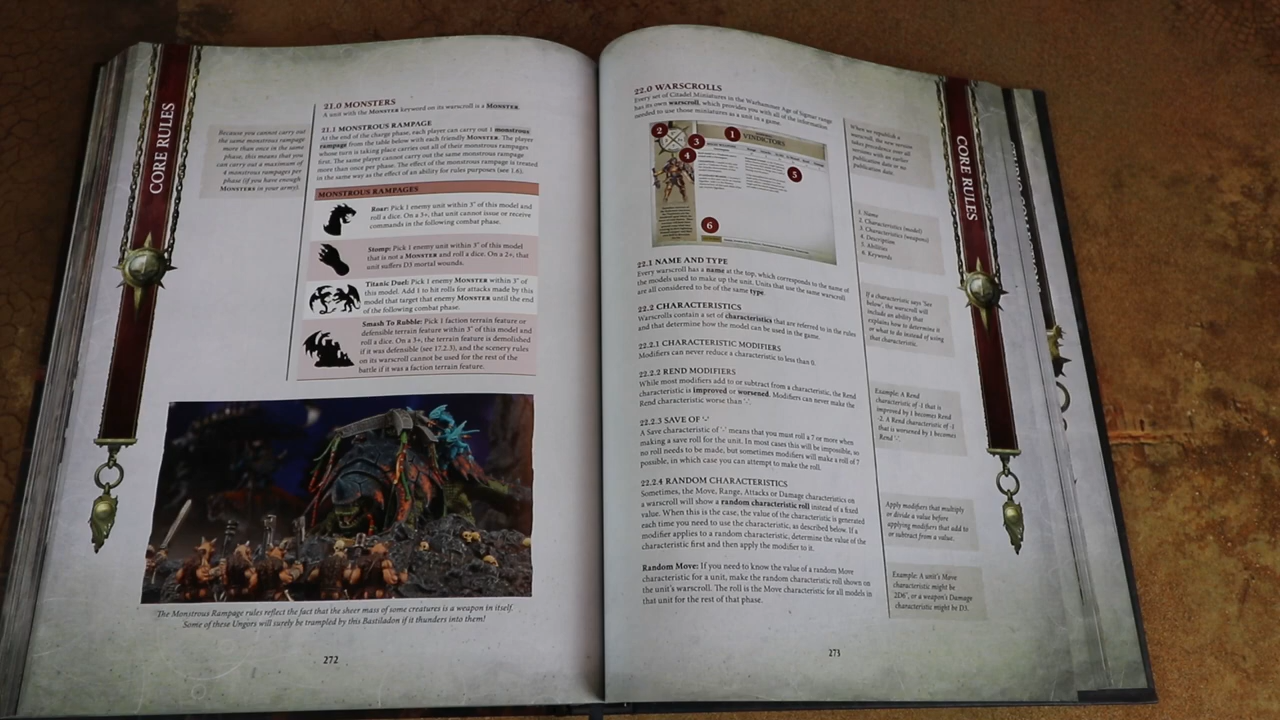 CORE RULES
Because you cannot carry out
the same monstrous rampage
more than once in the same
phase, this means that you
can carry out a maximum of
4 monstrous rampages per
phase (if you have enough
MONSTERS in your army).
21.0 MONSTERS
A unit with the MONSTER keyword on its warscroll is a MONSTER.
21.1 MONSTROUS RAMPAGE
At the end of the charge phase, each player can carry out 1 monstrous
rampage from the table below with each friendly MONSTER. The player
whose turn is taking place carries out all of their monstrous rampages
first. The same player cannot carry out the same monstrous rampage
more than once per phase. The effect of the monstrous rampage is treated
in the same way as the effect of an ability for rules purposes (see 1.6).
MONSTROUS RAMPAGES
Roar: Pick 1 enemy unit within 3" of this model and
roll a dice. On a 3+, that unit cannot issue or receive
commands in the following combat phase.
Stomp: Pick 1 enemy unit within 3" of this model
that is not a MONSTER and roll a dice. On a 2+, that
unit suffers D3 mortal wounds.
Titanic Duel: Pick 1 enemy MONSTER within 3" of
this model. Add 1 to hit rolls for attacks made by this
model that target that enemy MONSTER until the end
of the following combat phase.
Smash To Rubble: Pick 1 faction terrain feature or
defensible terrain feature within 3" of this model and
roll a dice. On a 3+, the terrain feature is demolished
if it was defensible (see 17.2.3), and the scenery rules
on its warscroll cannot be used for the rest of the
battle if it was a faction terrain feature.
The Monstrous Rampage rules reflect the fact that the sheer mass of some creatures is a weapon in itself.
Some of these Ungors will surely be trampled by this Bastiladon if it thunders into them!
272
22.0 WARSCROLLS
Every set of Citadel Miniatures in the Warhammer Age of Sigmar range
has its own warscroll, which provides you with all of the information
needed to use those miniatures as a unit in a game.
1
2
3
4
5
6
VINDICTORS
22.1 NAME AND TYPE
Every warscroll has a name at the top, which corresponds to the name of
the models used to make up the unit. Units that use the same warscroll
are all considered to be of the same type.
22.2 CHARACTERISTICS
Warscrolls contain a set of characteristics that are referred to in the rules
and that determine how the model can be used in the game.
22.2.1 CHARACTERISTIC MODIFIERS
Modifiers can never reduce a characteristic to less than 0.
22.2.2 REND MODIFIERS
While most modifiers add to or subtract from a characteristic, the Rend
characteristic is improved or worsened. Modifiers can never make the
Rend characteristic worse than '-'.
22.2.3 SAVE OF '-'
A Save characteristic of '-' means that you must roll a 7 or more when
making a save roll for the unit. In most cases this will be impossible, so
no roll needs to be made, but sometimes modifiers will make a roll of 7
possible, in which case you can attempt to make the roll.
22.2.4 RANDOM CHARACTERISTICS
Sometimes, the Move, Range, Attacks or Damage characteristics on
a warscroll will show a random characteristic roll instead of a fixed
value. When this is the case, the value of the characteristic is generated
each time you need to use the characteristic, as described below. If a
modifier applies to a random characteristic, determine the value of the
characteristic first and then apply the modifier to it.
Random Move: If you need to know the value of a random Move
characteristic for a unit, make the random characteristic roll shown on
the unit's warscroll. The roll is the Move characteristic for all models in
that unit for the rest of that phase.
273
When we republish a
warscroll, the new version
takes precedence over all
versions with an earlier
publication date or no
publication date.
1. Name
2. Characteristics (model)
3. Characteristics (weapons)
4. Description
5. Abilities
6. Keywords
If a characteristic says 'See
below', the warscroll will
include an ability that
explains how to determine it
or what to do instead of using
that characteristic.
Example: A Rend
characteristic of -1 that is
improved by 1 becomes Rend
-2. A Rend characteristic of -1
that is worsened by 1 becomes
Rend '-'.
Apply modifiers that multiply
or divide a value before
applying modifiers that add to
or subtract from a value.
Example: A unit's Move
characteristic might be
2D6", or a weapon's Damage
characteristic might be D3.
CORE RULES